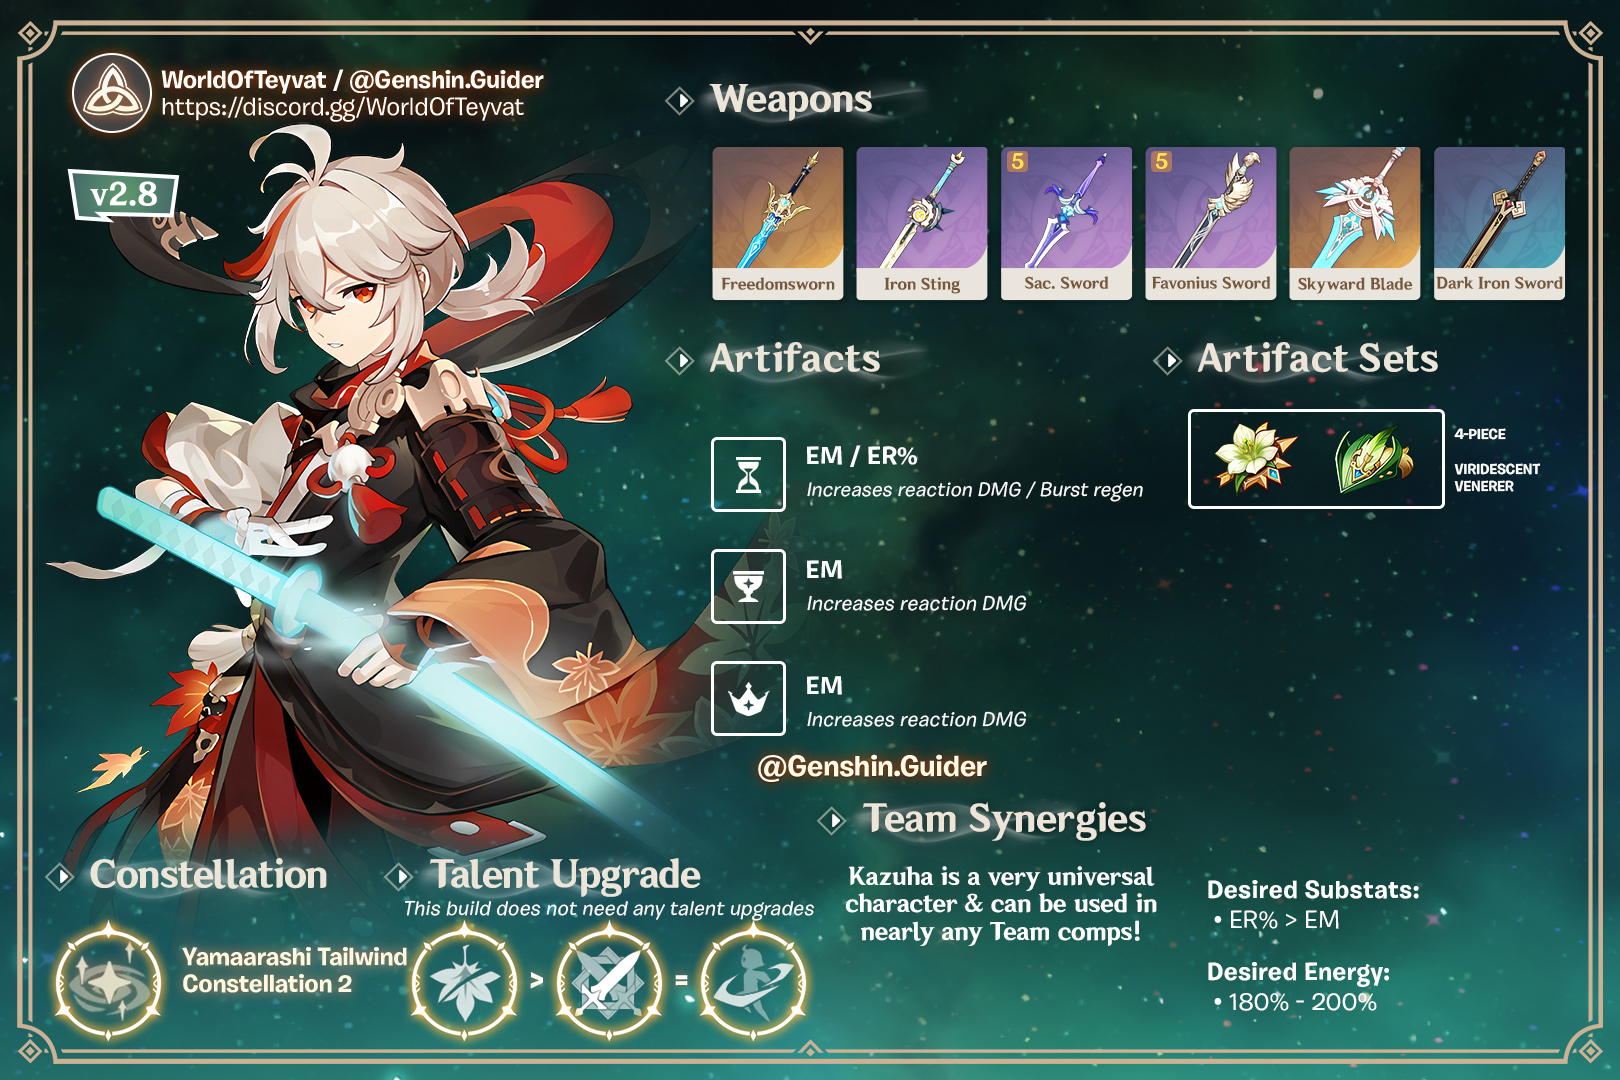 WorldOfTeyvat / @Genshin.Guider
https://discord.gg/WorldOfTeyvat
v2.8
Weapons
5
5
Freedomsworn
Iron Sting
Sac. Sword
Favonius Sword
Skyward Blade
Dark Iron Sword
Artifacts
EM / ER%
Increases reaction DMG / Burst regen
EM
Increases reaction DMG
EM
Increases reaction DMG
@Genshin.Guider
Artifact Sets
4-PIECE
VIRIDESCENT
VENERER
Constellation
Yamaarashi Tailwind
Constellation 2
Talent Upgrade
This build does not need any talent upgrades
> =
Team Synergies
Kazuha is a very universal
character & can be used in
nearly any Team comps!
Desired Substats:
• ER% > EM
Desired Energy:
• 180% - 200%